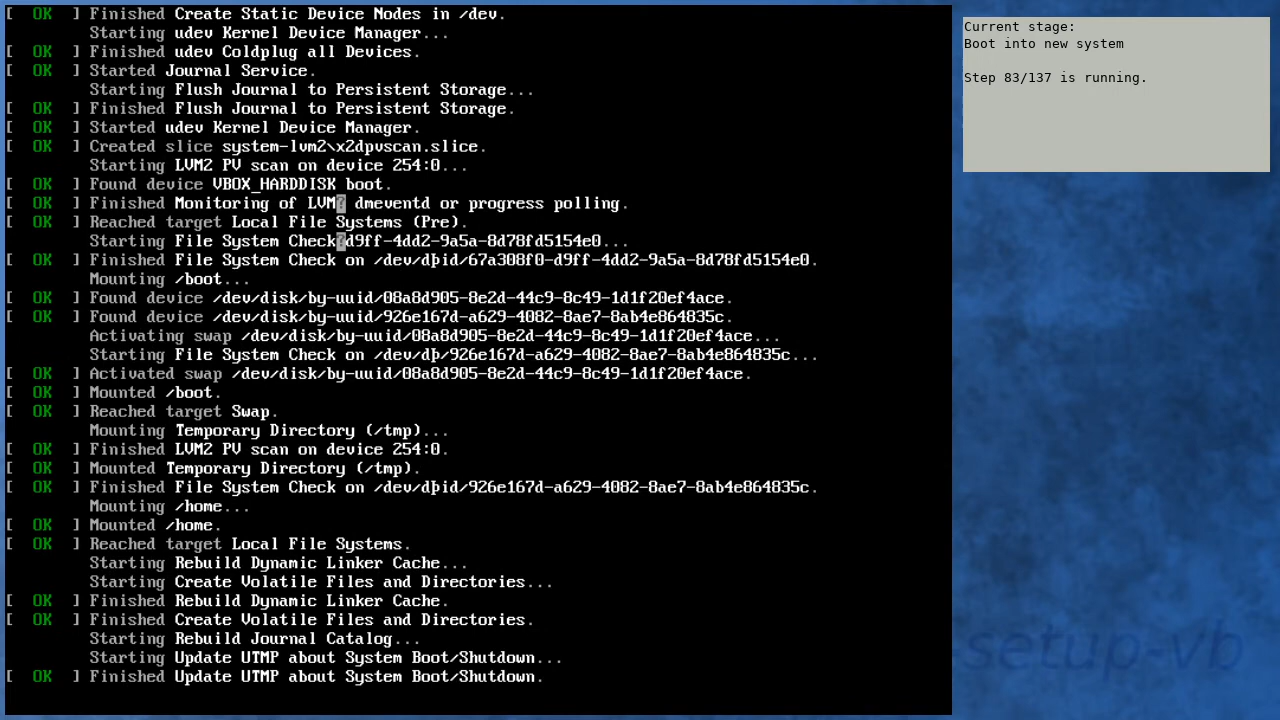 [  OK  ] Finished Create Static Device Nodes in /dev.
         Starting udev Kernel Device Manager...
[  OK  ] Finished udev Coldplug all Devices.
[  OK  ] Started Journal Service.
         Starting Flush Journal to Persistent Storage...
[  OK  ] Finished Flush Journal to Persistent Storage.
[  OK  ] Started udev Kernel Device Manager.
[  OK  ] Created slice system-lvm2\x2dpvscan.slice.
         Starting LVM2 PV scan on device 254:0...
[  OK  ] Found device VBOX_HARDDISK boot.
[  OK  ] Finished Monitoring of LVM? dmeventd or progress polling.
[  OK  ] Reached target Local File Systems (Pre).
         Starting File System Check?d9ff-4dd2-9a5a-8d78fd5154e0...
[  OK  ] Finished File System Check on /dev/dþid/67a308f0-d9ff-4dd2-9a5a-8d78fd5154e0.
         Mounting /boot...
[  OK  ] Found device /dev/disk/by-uuid/08a8d905-8e2d-44c9-8c49-1d1f20ef4ace.
[  OK  ] Found device /dev/disk/by-uuid/926e167d-a629-4082-8ae7-8ab4e864835c.
         Activating swap /dev/disk/by-uuid/08a8d905-8e2d-44c9-8c49-1d1f20ef4ace...
         Starting File System Check on /dev/dþ/926e167d-a629-4082-8ae7-8ab4e864835c...
[  OK  ] Activated swap /dev/disk/by-uuid/08a8d905-8e2d-44c9-8c49-1d1f20ef4ace.
[  OK  ] Mounted /boot.
[  OK  ] Reached target Swap.
         Mounting Temporary Directory (/tmp)...
[  OK  ] Finished LVM2 PV scan on device 254:0.
[  OK  ] Mounted Temporary Directory (/tmp).
[  OK  ] Finished File System Check on /dev/dþid/926e167d-a629-4082-8ae7-8ab4e864835c.
         Mounting /home...
[  OK  ] Mounted /home.
[  OK  ] Reached target Local File Systems.
         Starting Rebuild Dynamic Linker Cache...
         Starting Create Volatile Files and Directories...
[  OK  ] Finished Rebuild Dynamic Linker Cache.
[  OK  ] Finished Create Volatile Files and Directories.
         Starting Rebuild Journal Catalog...
         Starting Update UTMP about System Boot/Shutdown...
[  OK  ] Finished Update UTMP about System Boot/Shutdown.
Current stage:
Boot into new system
Step 83/137 is running.
setup-vb